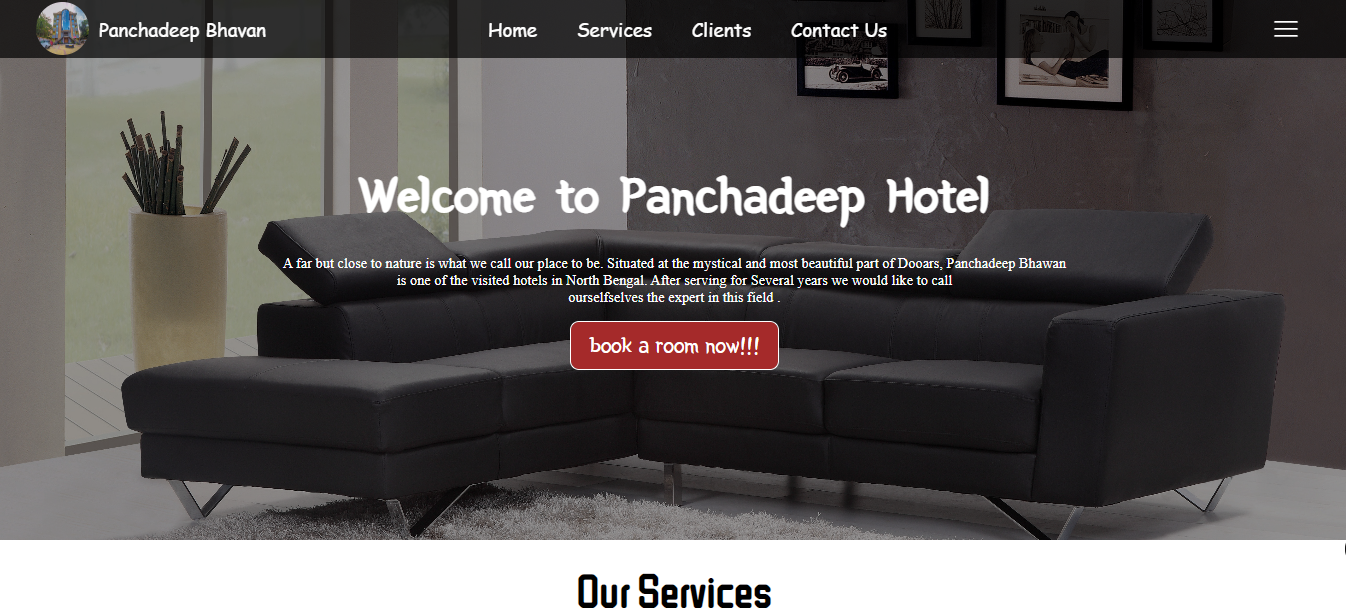 Panchadeep Bhavan
Home Services Clients Contact Us
Welcome to Panchadeep Hotel
A far but close to nature is what we call our place to be. Situated at the mystical and most beautiful part of Dooars, Panchadeep Bhawan
is one of the visited hotels in North Bengal. After serving for Several years we would like to call
ourselfselves the expert in this field .
book a room now!!!
Our Services